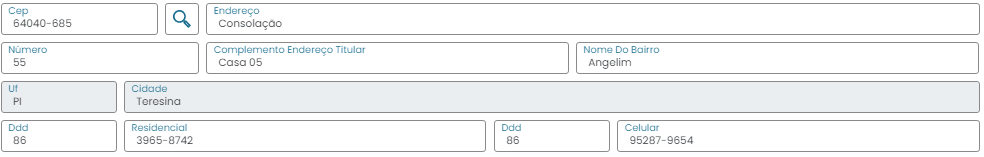 Cep Endereço
64040-685 Consolação
Número Complemento Endereço Titular Nome Do Bairro
55 Casa 05 Angelim
Uf Cidade
PI Teresina
Ddd Residencial Ddd Celular
86 3965-8742 86 95287-9654